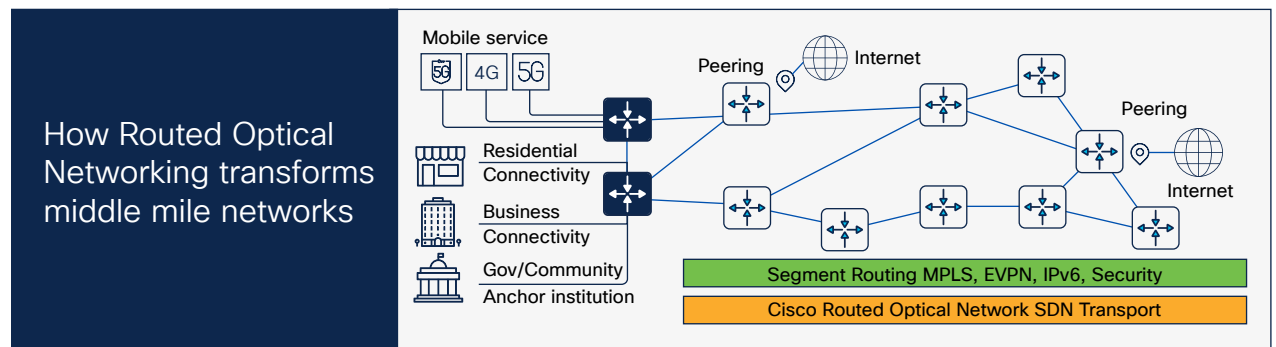 How Routed Optical
Networking transforms
middle mile networks
Mobile service
5G
4G
5G
Residential
Connectivity
Business
Connectivity
Gov/Community
Anchor institution
Peering
Internet
Peering
Internet
Segment Routing MPLS, EVPN, IPv6, Security
Cisco Routed Optical Network SDN Transport